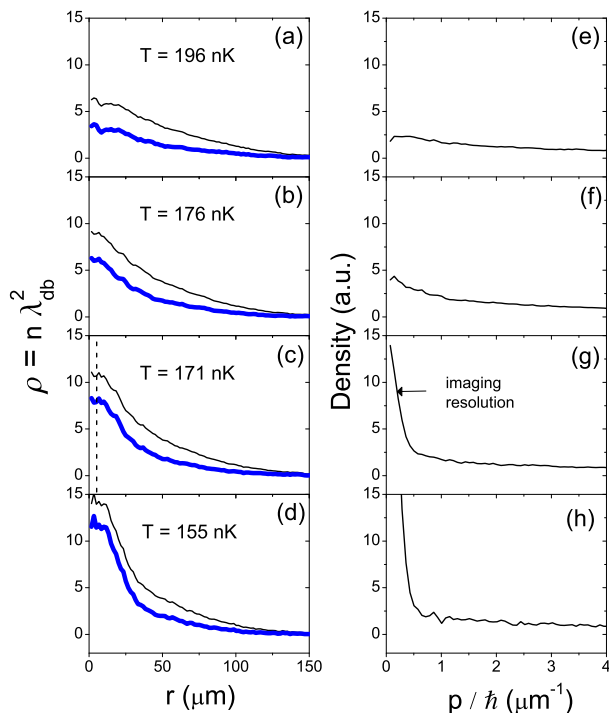 15
(a)
T = 196 nK
10
5
0
15
(b)
T = 176 nK
10
5
0
15
(c)
T = 171 nK
10
5
0
15
(d)
T = 155 nK
10
5
0
0 50 100 150
r (μm)
ρ = n λ²db
15
(e)
10
5
0
15
(f)
10
5
0
15
(g)
imaging
resolution
10
5
0
15
(h)
10
5
0
0 1 2 3 4
p / ℏ (μm⁻¹)
Density (a.u.)